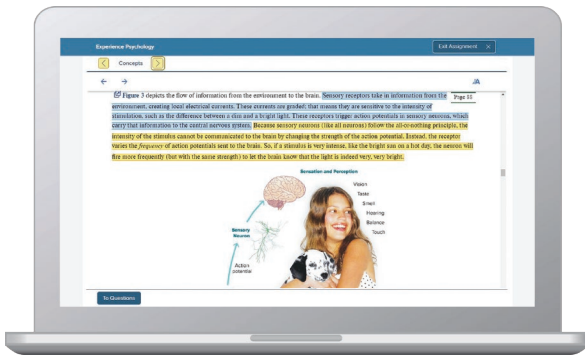 Experience Psychology
Exit Assignment X
Concepts
Figure 3 depicts the flow of information from the environment to the brain. Sensory receptors take in information from the
environment, creating local electrical currents. These currents are graded; that means they are sensitive to the intensity of
stimulation, such as the difference between a dim and a bright light. These receptors trigger action potentials in sensory neurons, which
carry that information to the central nervous system. Because sensory neurons (like all neurons) follow the all-or-nothing principle, the
intensity of the stimulus cannot be communicated to the brain by changing the strength of the action potential. Instead, the receptor
varies the frequency of action potentials sent to the brain. So, if a stimulus is very intense, like the bright sun on a hot day, the neuron will
fire more frequently (but with the same strength) to let the brain know that the light is indeed very, very bright.
Sensation and Perception
Vision
Taste
Smell
Hearing
Balance
Touch
Sensory
Neuron
Action
potential
To Questions